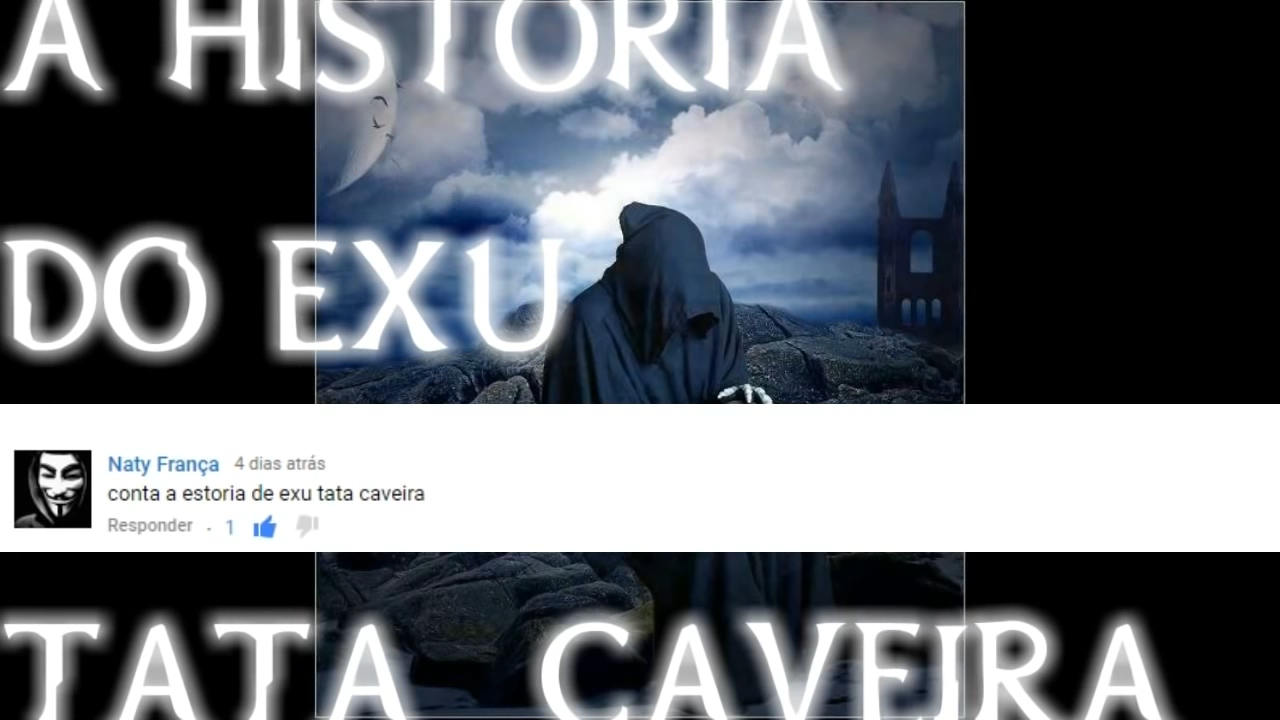 A HISTORIA
DO EXU
Naty França 4 dias atrás
conta a estoria de exu tata caveira
Responder . 1
TATA CAVEIRA